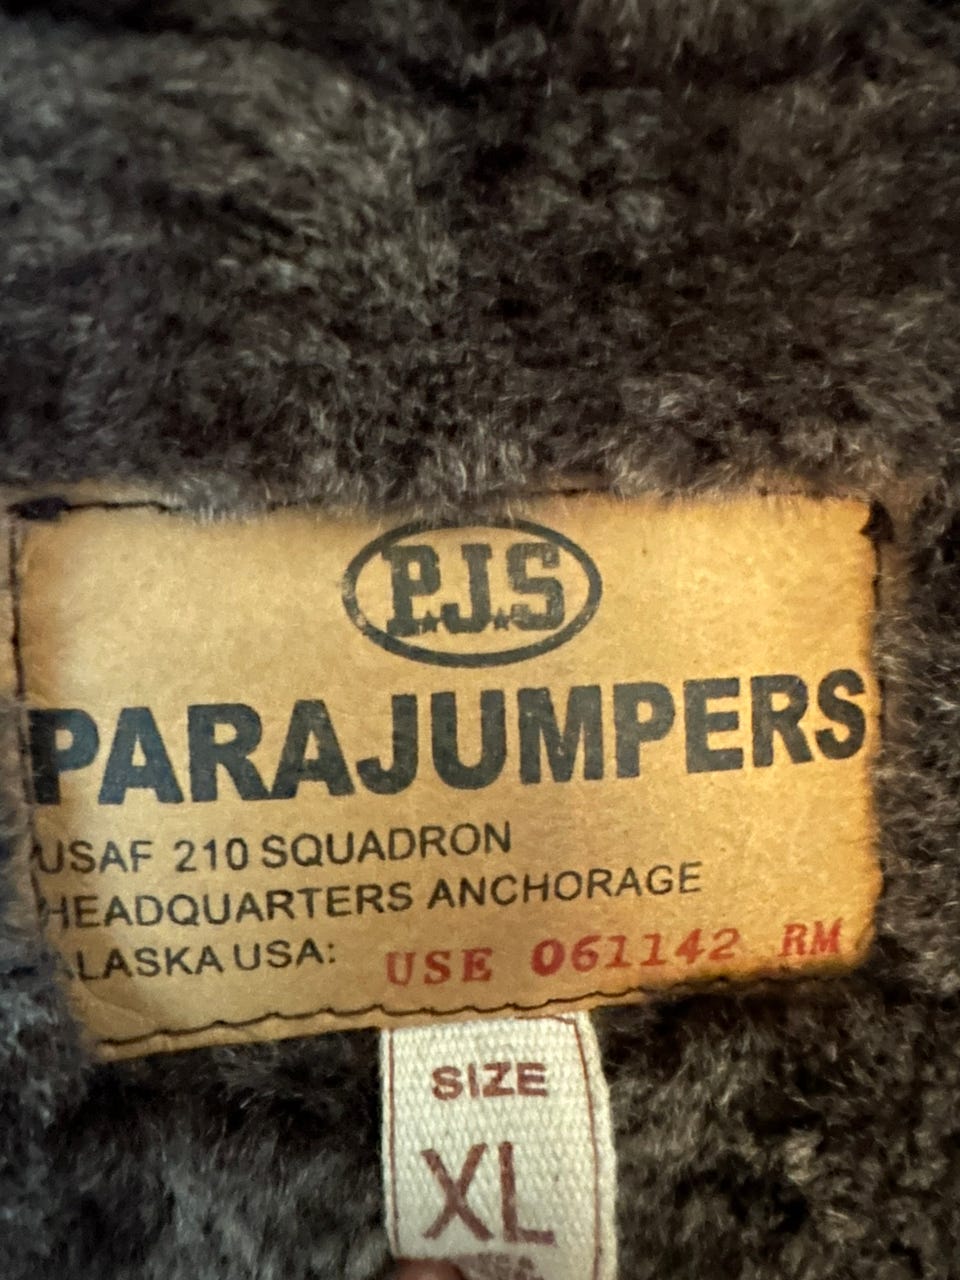 P.J.S
PARAJUMPERS
USAF 210 SQUADRON
HEADQUARTERS ANCHORAGE
ALASKA USA: USE 061142 RM
SIZE
XL